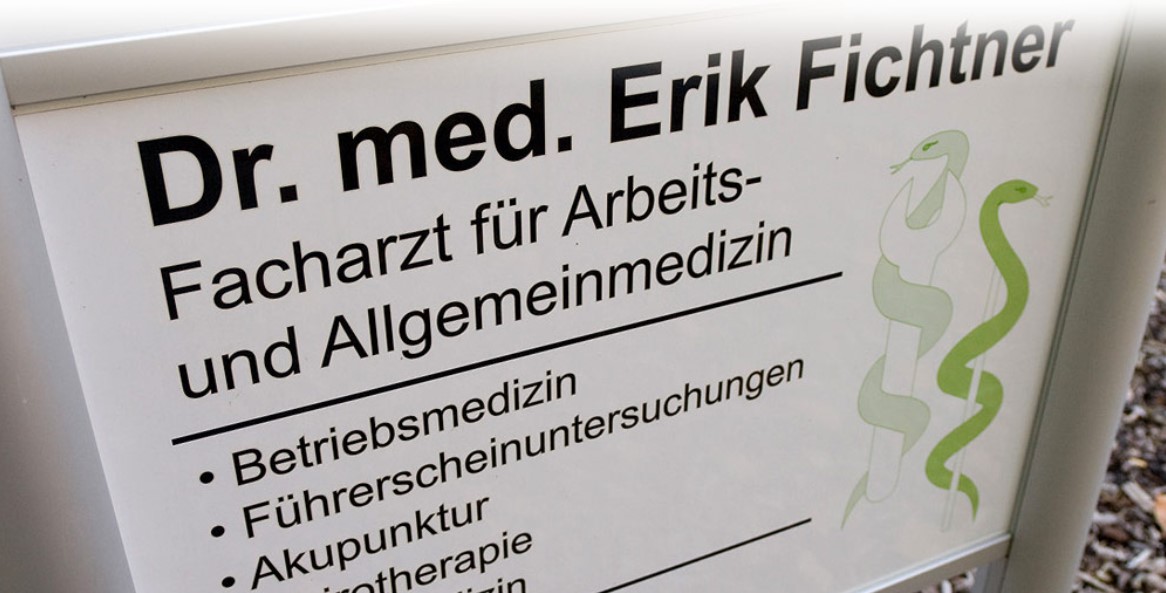 Dr. med. Erik Fichtner
Facharzt für Arbeits-
und Allgemeinmedizin
• Betriebsmedizin
• Führerscheinuntersuchungen
• Akupunktur